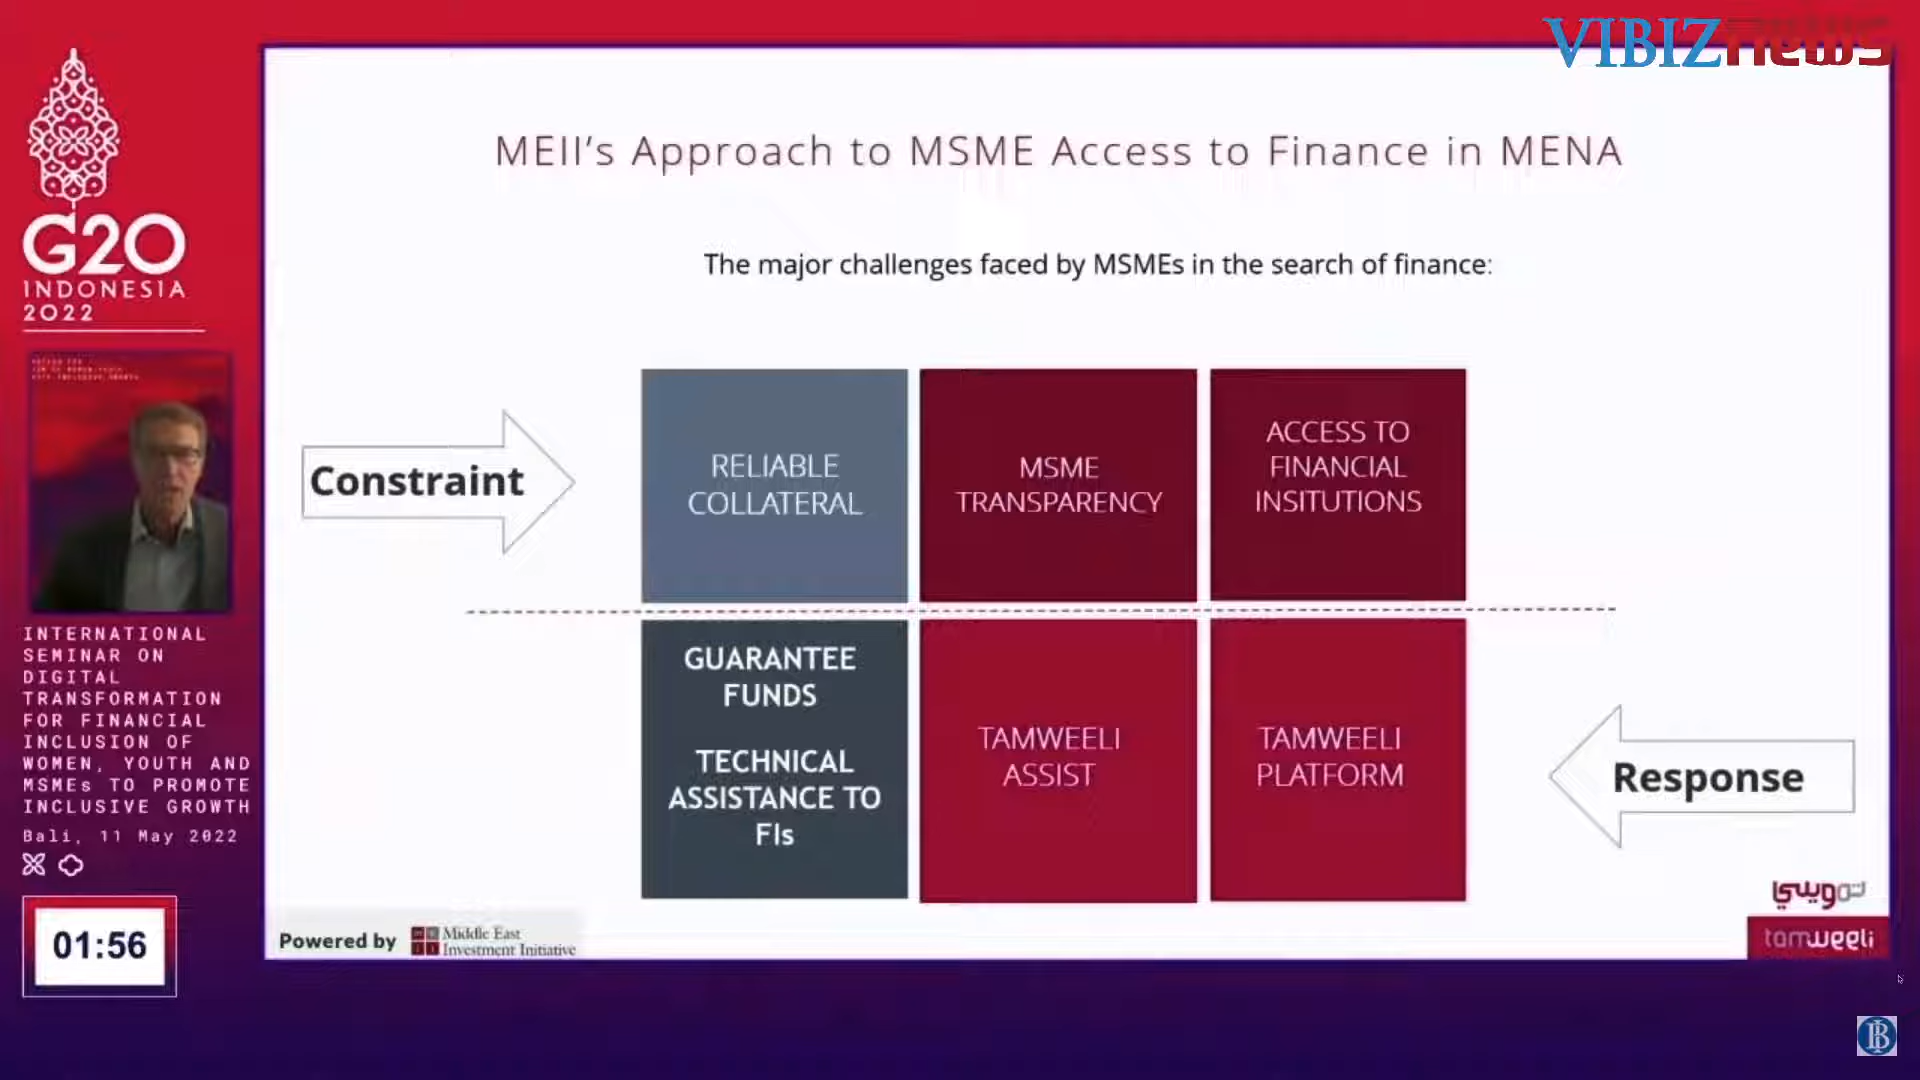 VIBIZnews
G20
INDONESIA
2022
INTERNATIONAL
SEMINAR ON
DIGITAL
TRANSFORMATION
FOR FINANCIAL
INCLUSION OF
WOMEN, YOUTH AND
MSMEs TO PROMOTE
INCLUSIVE GROWTH
Bali, 11 May 2022
01:56
MEII’s Approach to MSME Access to Finance in MENA
The major challenges faced by MSMEs in the search of finance:
Constraint
RELIABLE
COLLATERAL
MSME
TRANSPARENCY
ACCESS TO
FINANCIAL
INSITUTIONS
GUARANTEE
FUNDS
TECHNICAL
ASSISTANCE TO
FIs
TAMWEELI
ASSIST
TAMWEELI
PLATFORM
Response
Powered by
Middle East
Investment Initiative
تمويلي
tamweeli